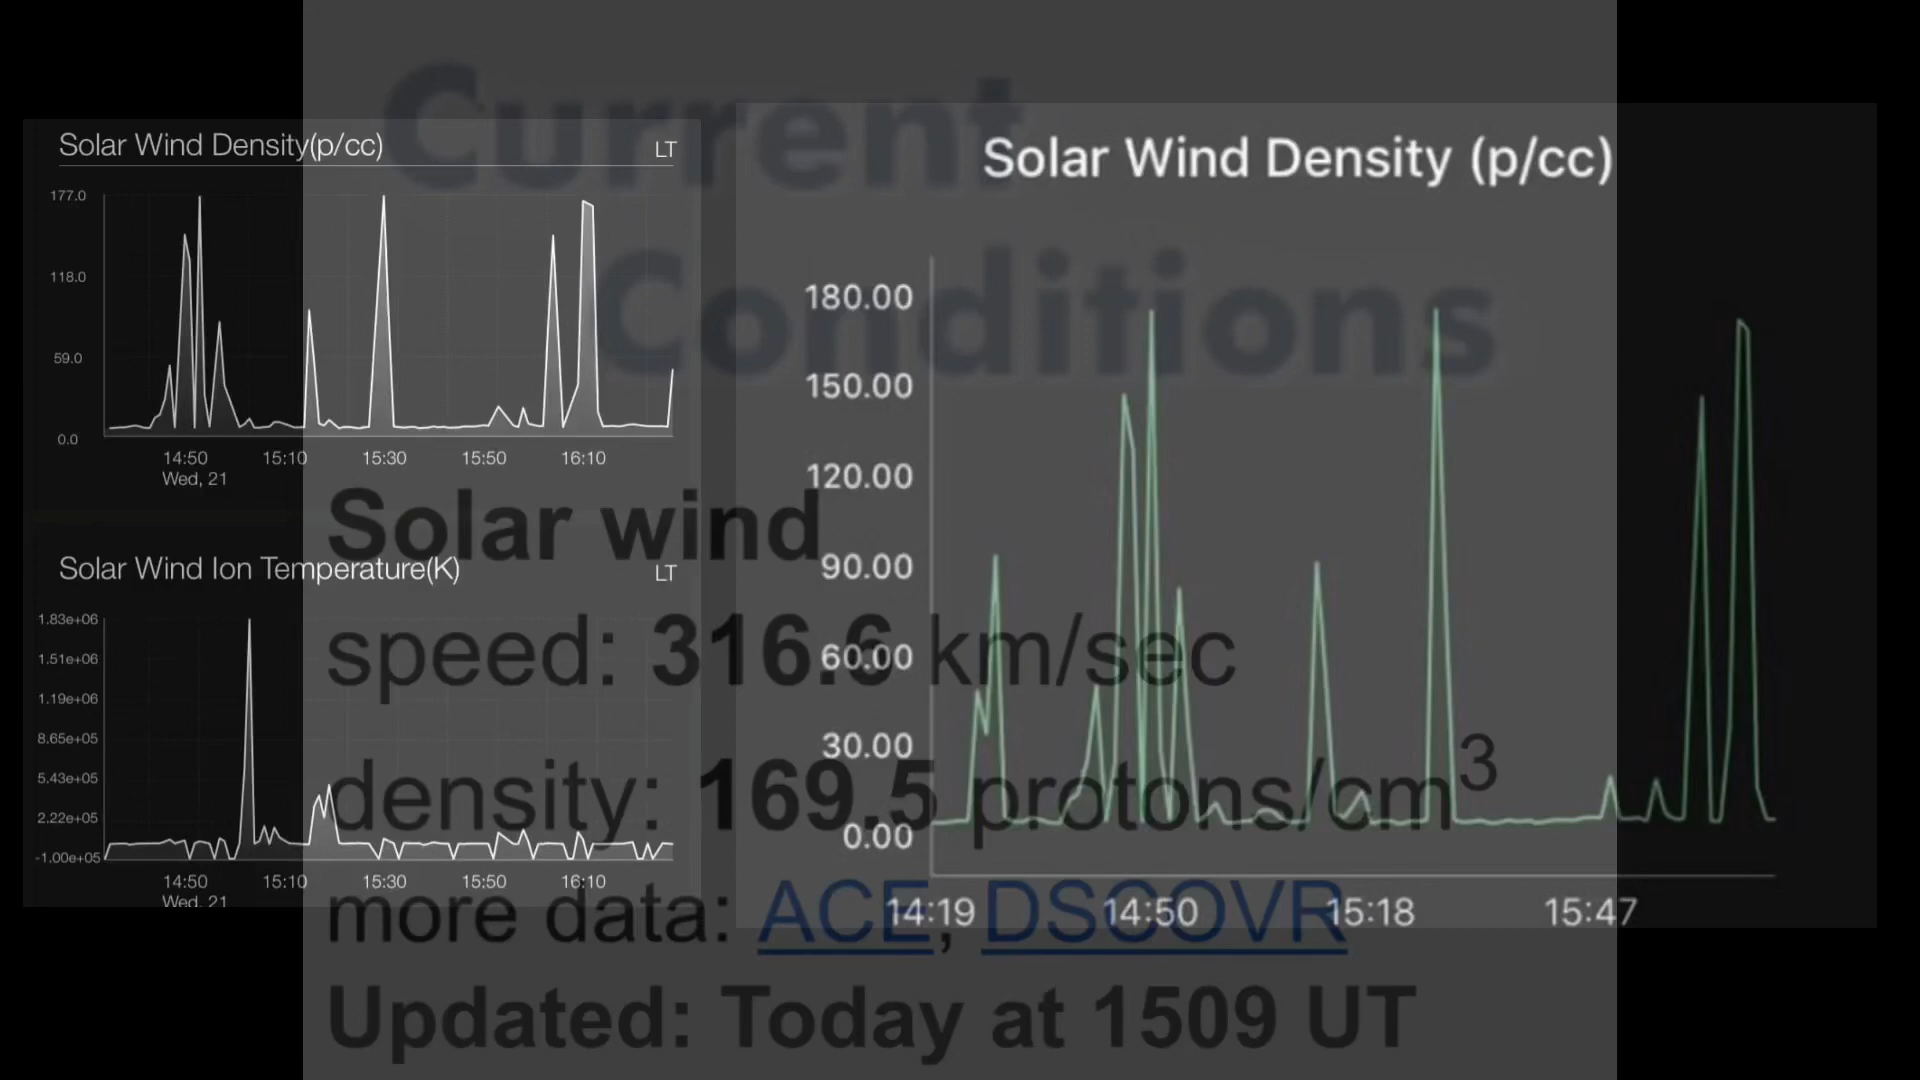 Current
Conditions
Solar Wind Density(p/cc)
LT
177.0
118.0
59.0
0.0
14:50 15:10 15:30 15:50 16:10
Wed, 21
Solar Wind Ion Temperature(K)
LT
1.83e+06
1.51e+06
1.19e+06
8.65e+05
5.43e+05
2.22e+05
-1.00e+05
14:50 15:10 15:30 15:50 16:10
Wed, 21
Solar Wind Density (p/cc)
180.00
150.00
120.00
90.00
60.00
30.00
0.00
14:19 14:50 15:18 15:47
Solar wind
speed: 316.6 km/sec
density: 169.5 protons/cm3
more data: ACE, DSCOVR
Updated: Today at 1509 UT